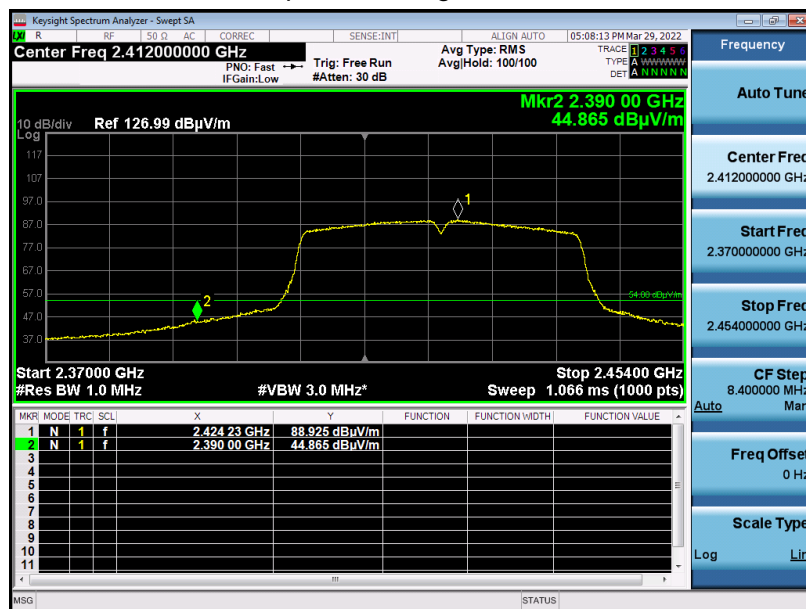 Keysight Spectrum Analyzer - Swept SA
LXI R RF 50 Ω AC CORREC SENSE:INT ALIGN AUTO 05:08:13 PM Mar 29, 2022
Center Freq 2.412000000 GHz
PNO: Fast
IFGain:Low
Trig: Free Run
#Atten: 30 dB
Avg Type: RMS
Avg|Hold: 100/100
TRACE 1 2 3 4 5 6
TYPE A WWWWW
DET A N N N N N
Mkr2 2.390 00 GHz
44.865 dBµV/m
10 dB/div Ref 126.99 dBµV/m
Log
117
107
97.0
87.0
77.0
67.0
57.0
47.0
37.0
1
2
54.00 dBµV/m
Start 2.37000 GHz Stop 2.45400 GHz
#Res BW 1.0 MHz #VBW 3.0 MHz* Sweep 1.066 ms (1000 pts)
MKR MODE TRC SCL X Y FUNCTION FUNCTION WIDTH FUNCTION VALUE
1 N 1 f 2.424 23 GHz 88.925 dBµV/m
2 N 1 f 2.390 00 GHz 44.865 dBµV/m
3
4
5
6
7
8
9
10
11
MSG STATUS
Frequency
Auto Tune
Center Freq
2.412000000 GHz
Start Freq
2.370000000 GHz
Stop Freq
2.454000000 GHz
CF Step
8.400000 MHz
Auto Man
Freq Offset
0 Hz
Scale Type
Log Lin